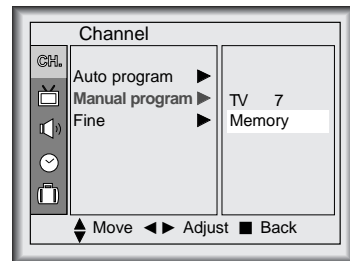 Channel
CH.
Auto program ▶
Manual program ▶ TV 7
Fine ▶ Memory
Move ◀ ▶ Adjust ■ Back